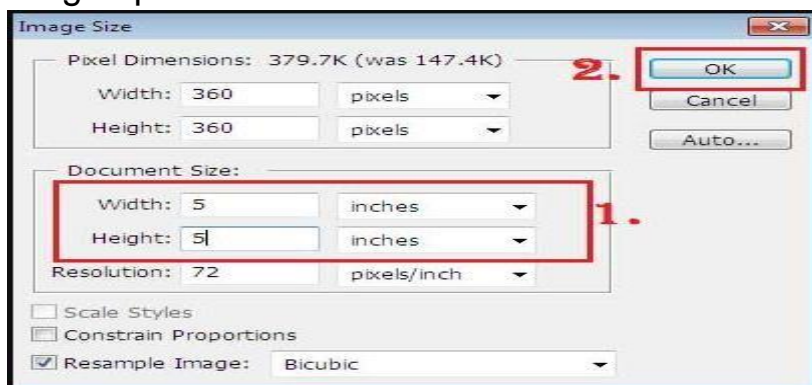 Image Size
Pixel Dimensions: 379.7K (was 147.4K)
Width: 360 pixels
Height: 360 pixels
Document Size:
Width: 5 inches
Height: 5 inches
Resolution: 72 pixels/inch
Scale Styles
Constrain Proportions
Resample Image: Bicubic
1.
2.
OK
Cancel
Auto...